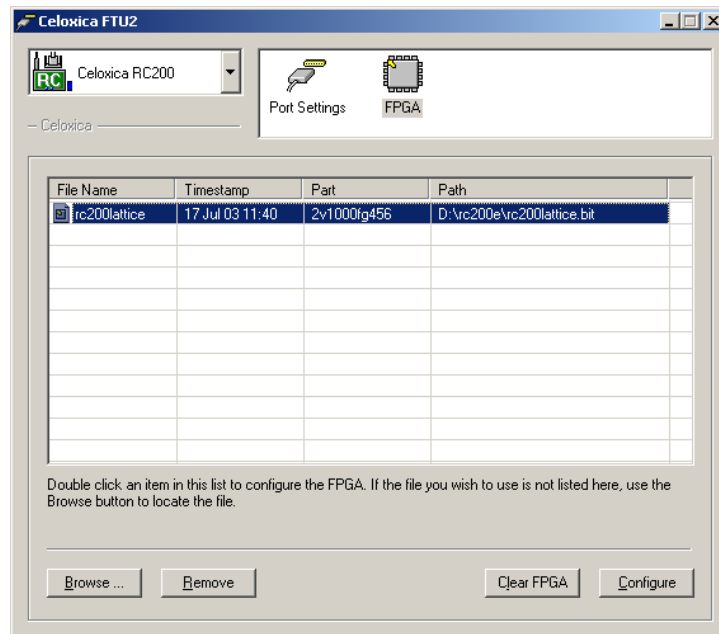 Celoxica FTU2
RC
Celoxica RC200
Port Settings
FPGA
Celoxica
File Name Timestamp Part Path
rc200lattice 17 Jul 03 11:40 2v1000fg456 D:\rc200e\rc200lattice.bit
Double click an item in this list to configure the FPGA. If the file you wish to use is not listed here, use the
Browse button to locate the file.
Browse ... Remove Clear FPGA Configure